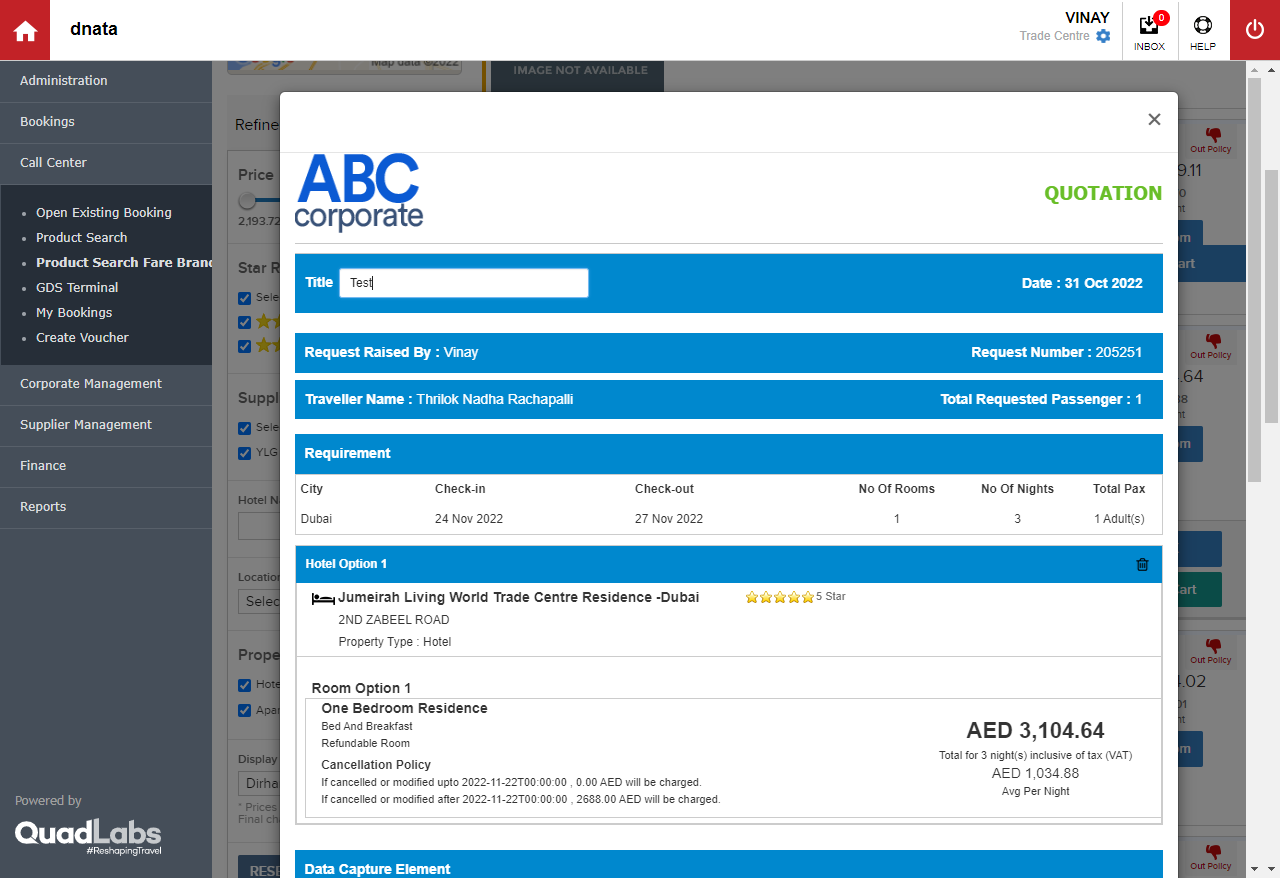 dnata
VINAY
Trade Centre
0
INBOX
HELP
Administration
Bookings
Call Center
Open Existing Booking
Product Search
Product Search Fare Brand
GDS Terminal
My Bookings
Create Voucher
Corporate Management
Supplier Management
Finance
Reports
Powered by
QuadLabs
#ReshapingTravel
Map data ©2022
IMAGE NOT AVAILABLE
Refine
Price
2,193.72
Star R
Sele
Suppl
Sele
YLG
Hotel N
Location
Selec
Prope
Hote
Apar
Display
Dirha
* Prices
Final ch
RESE
×
ABC
corporate
QUOTATION
Title Test
Date : 31 Oct 2022
Request Raised By : Vinay
Request Number : 205251
Traveller Name : Thrilok Nadha Rachapalli
Total Requested Passenger : 1
Requirement
City Check-in Check-out No Of Rooms No Of Nights Total Pax
Dubai 24 Nov 2022 27 Nov 2022 1 3 1 Adult(s)
Hotel Option 1
Jumeirah Living World Trade Centre Residence -Dubai
5 Star
2ND ZABEEL ROAD
Property Type : Hotel
Room Option 1
One Bedroom Residence
Bed And Breakfast
Refundable Room
Cancellation Policy
If cancelled or modified upto 2022-11-22T00:00:00 , 0.00 AED will be charged.
If cancelled or modified after 2022-11-22T00:00:00 , 2688.00 AED will be charged.
AED 3,104.64
Total for 3 night(s) inclusive of tax (VAT)
AED 1,034.88
Avg Per Night
Data Capture Element
Out Policy
9.11
0
nt
om
art
Out Policy
.64
88
nt
om
art
Out Policy
4.02
01
nt
om
Out Policy